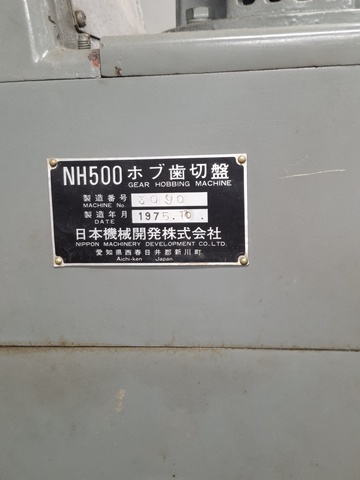 NH500 ホブ歯切盤
GEAR HOBBING MACHINE
製造番号 3090
MACHINE No.
製造年月 1975.10.
DATE
日本機械開発株式会社
NIPPON MACHINERY DEVELOPMENT CO.LTD.
愛知県西春日井郡新川町
Aichi-ken Japan